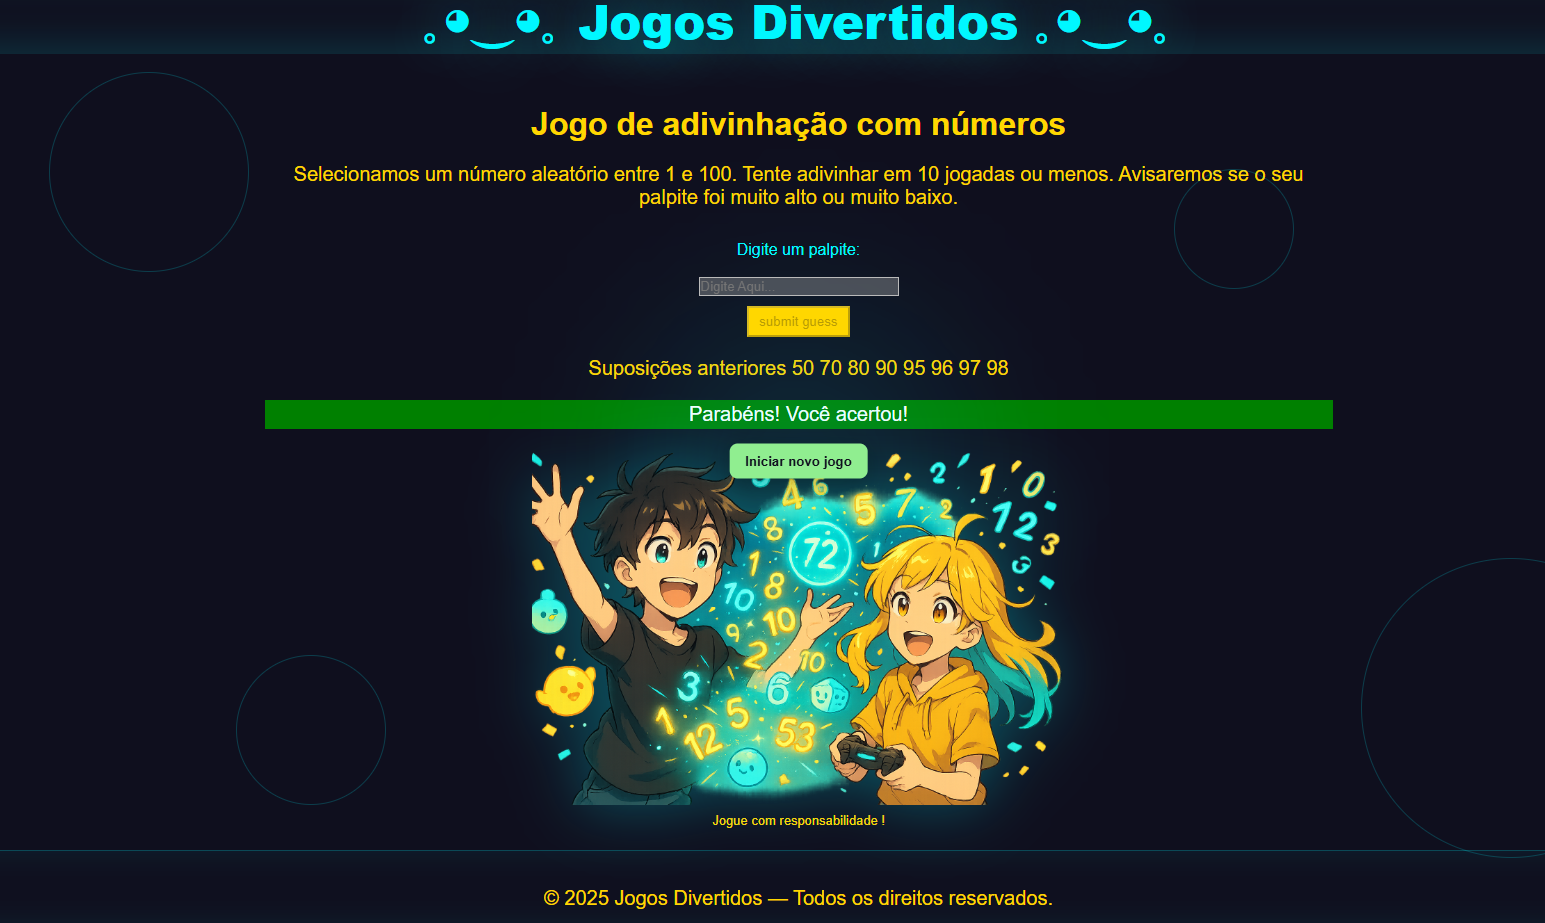 Jogos Divertidos
Jogo de adivinhação com números
Selecionamos um número aleatório entre 1 e 100. Tente adivinhar em 10 jogadas ou menos. Avisaremos se o seu
palpite foi muito alto ou muito baixo.
Digite um palpite:
Digite Aqui...
submit guess
Suposições anteriores 50 70 80 90 95 96 97 98
Parabéns! Você acertou!
Iniciar novo jogo
4 6 5 7 2 2 1 0
8 72 1 12 3
1 8 10
9 10
2 10
3 6
1 12 5 53
Jogue com responsabilidade !
© 2025 Jogos Divertidos — Todos os direitos reservados.